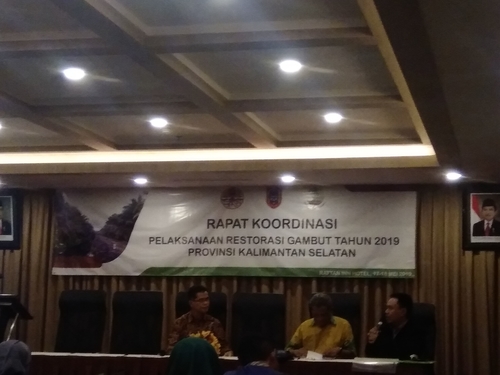 RAPAT KOORDINASI
PELAKSANAAN RESTORASI GAMBUT TAHUN 2019
PROVINSI KALIMANTAN SELATAN